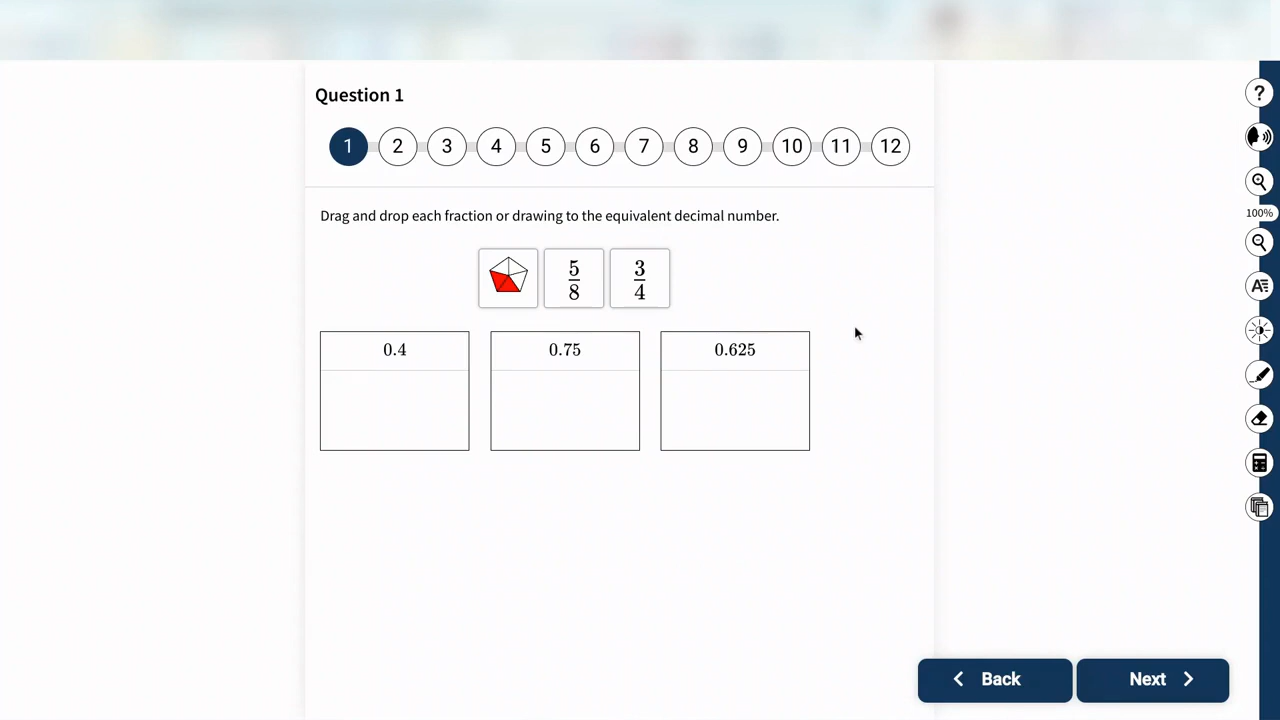 Question 1
1 2 3 4 5 6 7 8 9 10 11 12
Drag and drop each fraction or drawing to the equivalent decimal number.
5/8 3/4
0.4 0.75 0.625
?
100%
A
Back Next